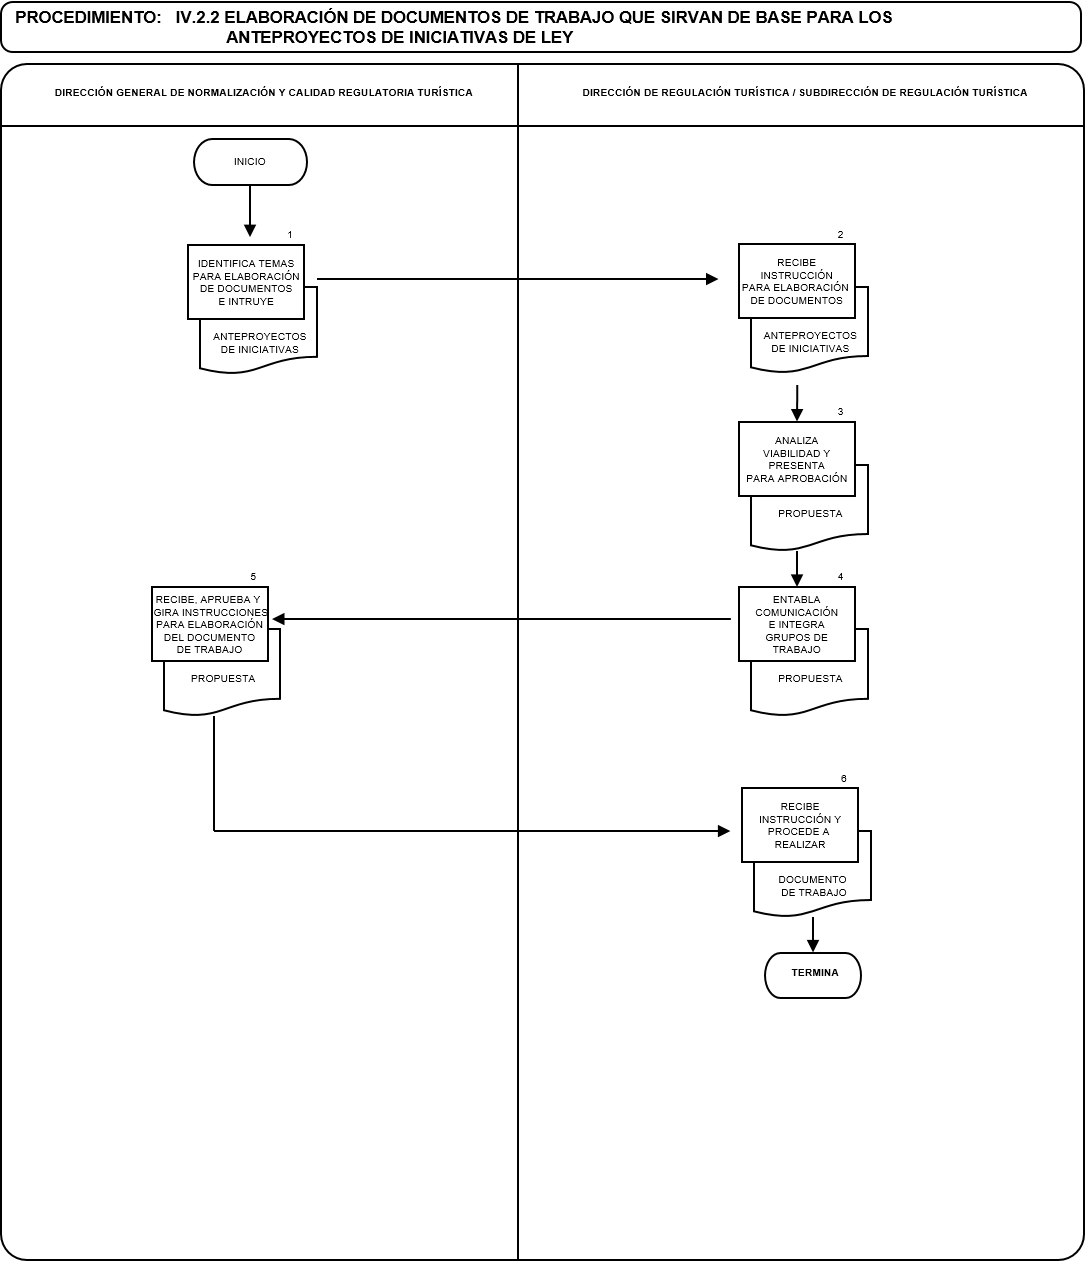 PROCEDIMIENTO: IV.2.2 ELABORACIÓN DE DOCUMENTOS DE TRABAJO QUE SIRVAN DE BASE PARA LOS
ANTEPROYECTOS DE INICIATIVAS DE LEY
DIRECCIÓN GENERAL DE NORMALIZACIÓN Y CALIDAD REGULATORIA TURÍSTICA
DIRECCIÓN DE REGULACIÓN TURÍSTICA / SUBDIRECCIÓN DE REGULACIÓN TURÍSTICA
INICIO
1
IDENTIFICA TEMAS
PARA ELABORACIÓN
DE DOCUMENTOS
E INTRUYE
ANTEPROYECTOS
DE INICIATIVAS
2
RECIBE
INSTRUCCIÓN
PARA ELABORACIÓN
DE DOCUMENTOS
ANTEPROYECTOS
DE INICIATIVAS
3
ANALIZA
VIABILIDAD Y
PRESENTA
PARA APROBACIÓN
PROPUESTA
4
ENTABLA
COMUNICACIÓN
E INTEGRA
GRUPOS DE
TRABAJO
PROPUESTA
5
RECIBE, APRUEBA Y
GIRA INSTRUCCIONES
PARA ELABORACIÓN
DEL DOCUMENTO
DE TRABAJO
PROPUESTA
6
RECIBE
INSTRUCCIÓN Y
PROCEDE A
REALIZAR
DOCUMENTO
DE TRABAJO
TERMINA